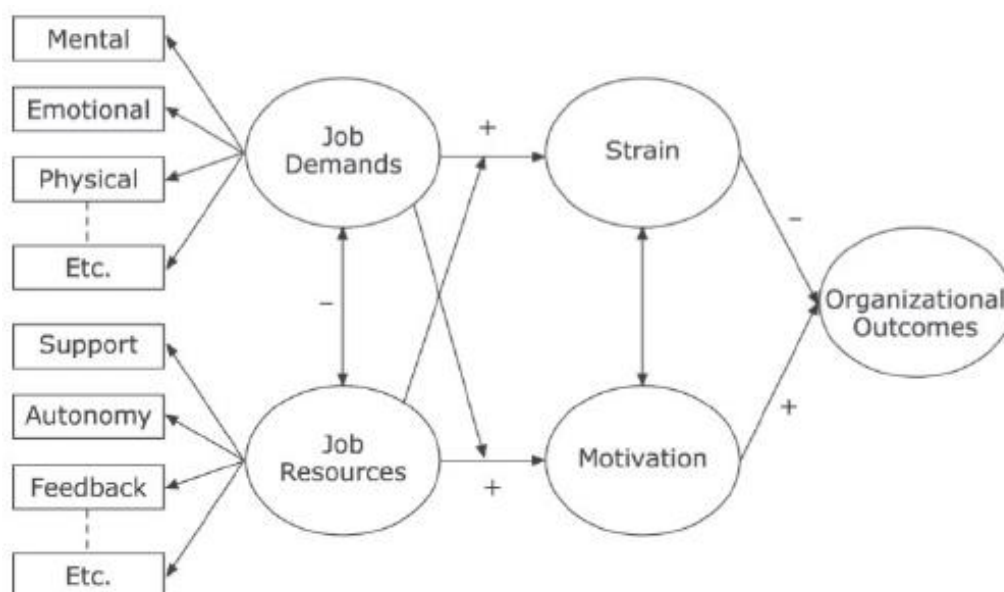 Mental
Emotional
Physical
Etc.
Support
Autonomy
Feedback
Etc.
Job
Demands
Job
Resources
+
−
+
Strain
Motivation
−
+
Organizational
Outcomes